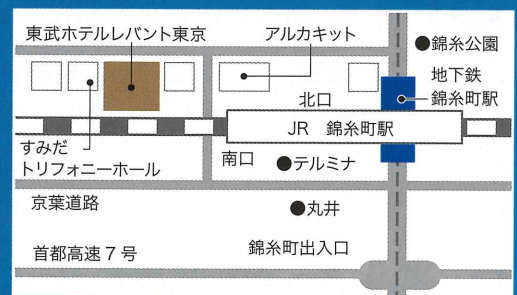 東武ホテルレバント東京
アルカキット
錦糸公園
地下鉄
錦糸町駅
北口
JR 錦糸町駅
すみだ
トリフォニーホール
南口
テルミナ
京葉道路
丸井
首都高速7号
錦糸町出入口